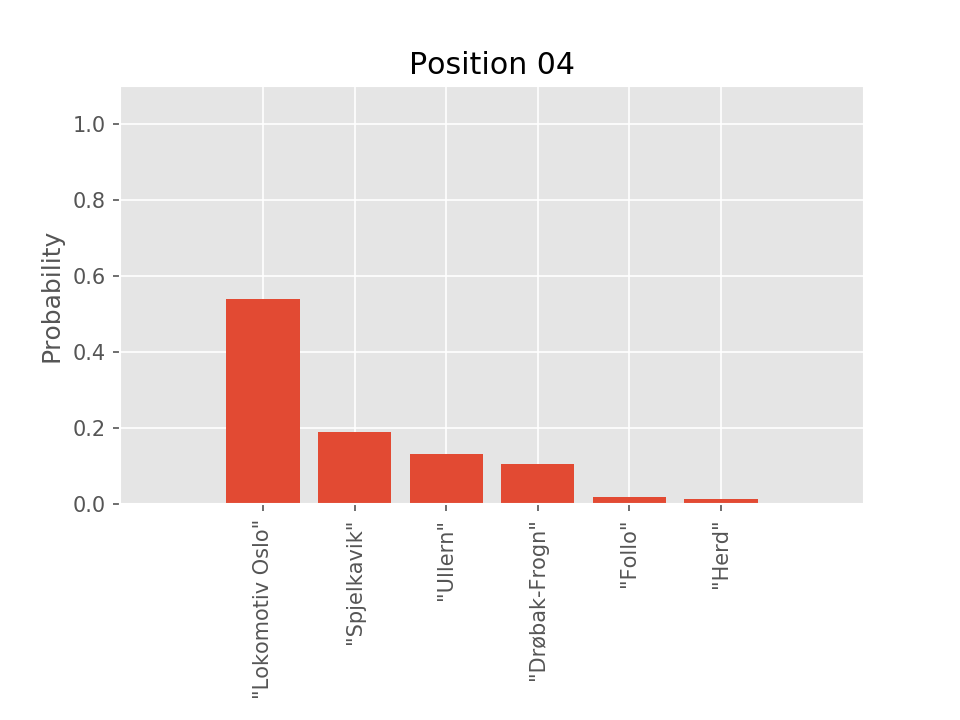 Position 04
Probability
1.0
0.8
0.6
0.4
0.2
0.0
"Lokomotiv Oslo"
"Spjelkavik"
"Ullern"
"Drøbak-Frogn"
"Follo"
"Herd"